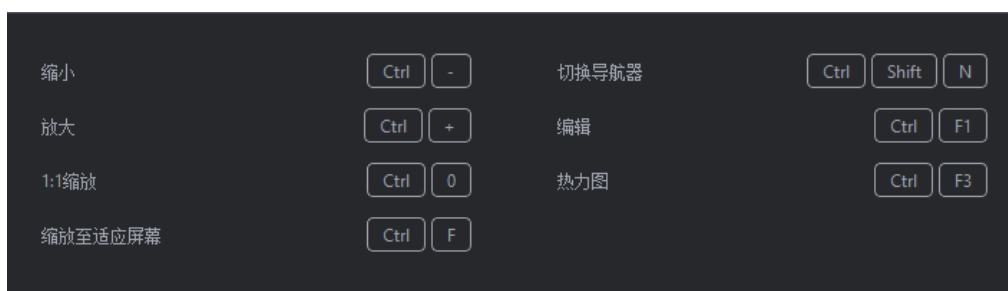 缩小 Ctrl - 切换导航器 Ctrl Shift N
放大 Ctrl + 编辑 Ctrl F1
1:1缩放 Ctrl 0 热力图 Ctrl F3
缩放至适应屏幕 Ctrl F